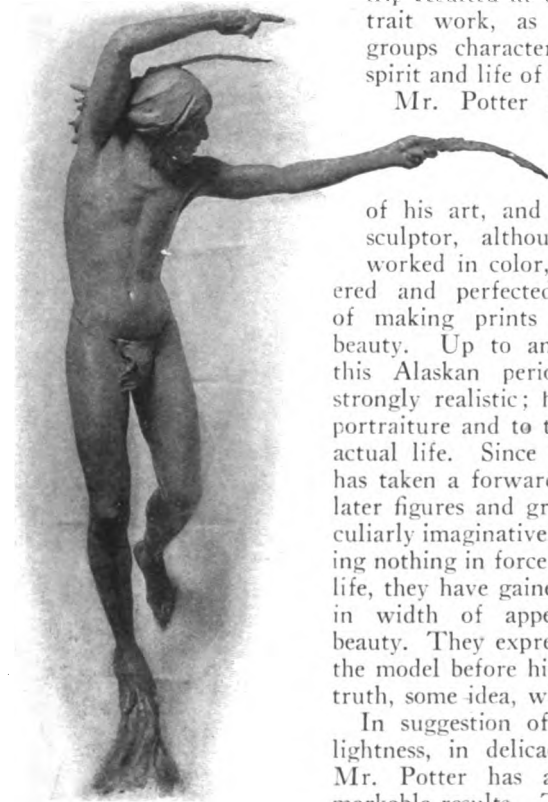 trait work, as
groups character
spirit and life of
Mr. Potter
of his art, and
sculptor, althou
worked in color,
ered and perfected
of making prints
beauty. Up to an
this Alaskan perio
strongly realistic; h
portraiture and to t
actual life. Since
has taken a forward
later figures and gr
culiarly imaginative
ing nothing in force
life, they have gaine
in width of appe
beauty. They expre
the model before hi
truth, some idea, w
In suggestion of
lightness, in delica
Mr. Potter has a